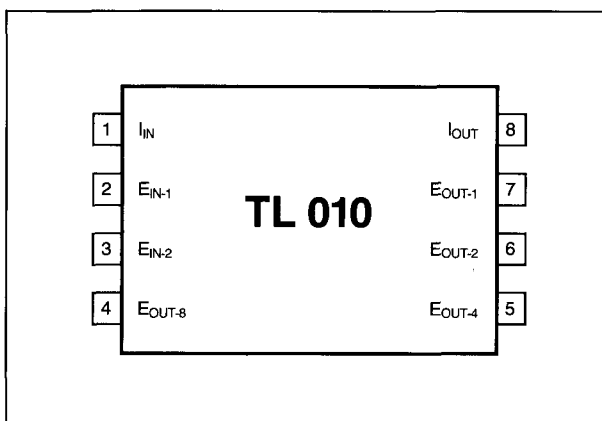 1 I_IN I_OUT 8
2 E_IN-1 E_OUT-1 7
TL 010
3 E_IN-2 E_OUT-2 6
4 E_OUT-8 E_OUT-4 5